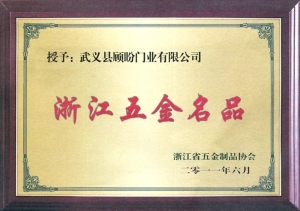 授予：武义县顾盼门业有限公司
浙江五金名品
浙江省五金制品协会
二零一一年六月